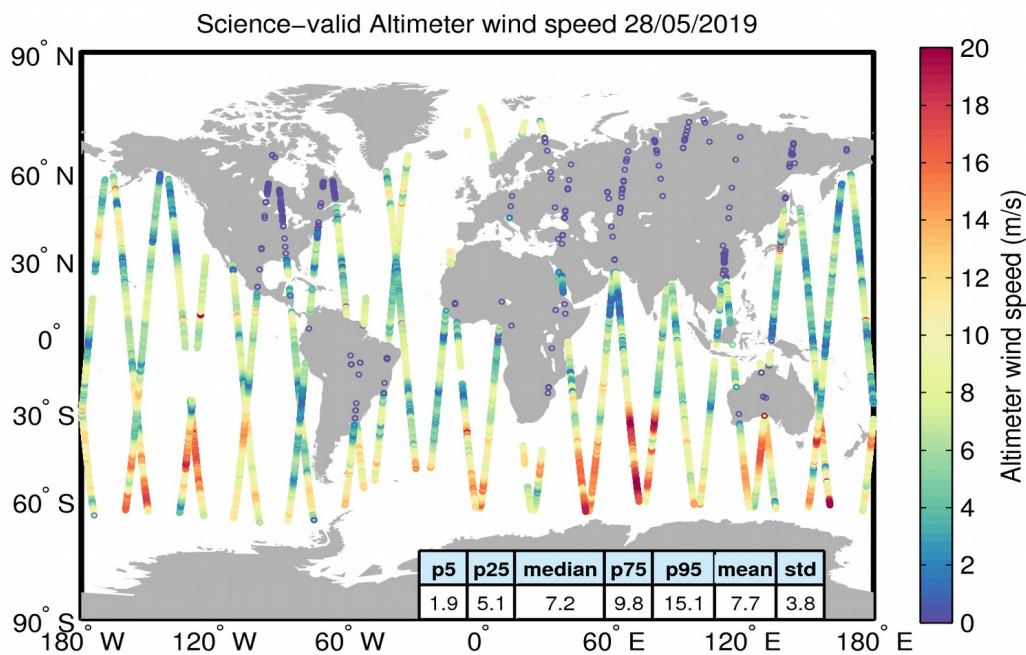 Science−valid Altimeter wind speed 28/05/2019
90° N
60° N
30° N
0°
30° S
60° S
90° S
180° W
120° W
60° W
0°
60° E
120° E
180° E
p5 p25 median p75 p95 mean std
1.9 5.1 7.2 9.8 15.1 7.7 3.8
20
18
16
14
12
10
8
6
4
2
0
Altimeter wind speed (m/s)